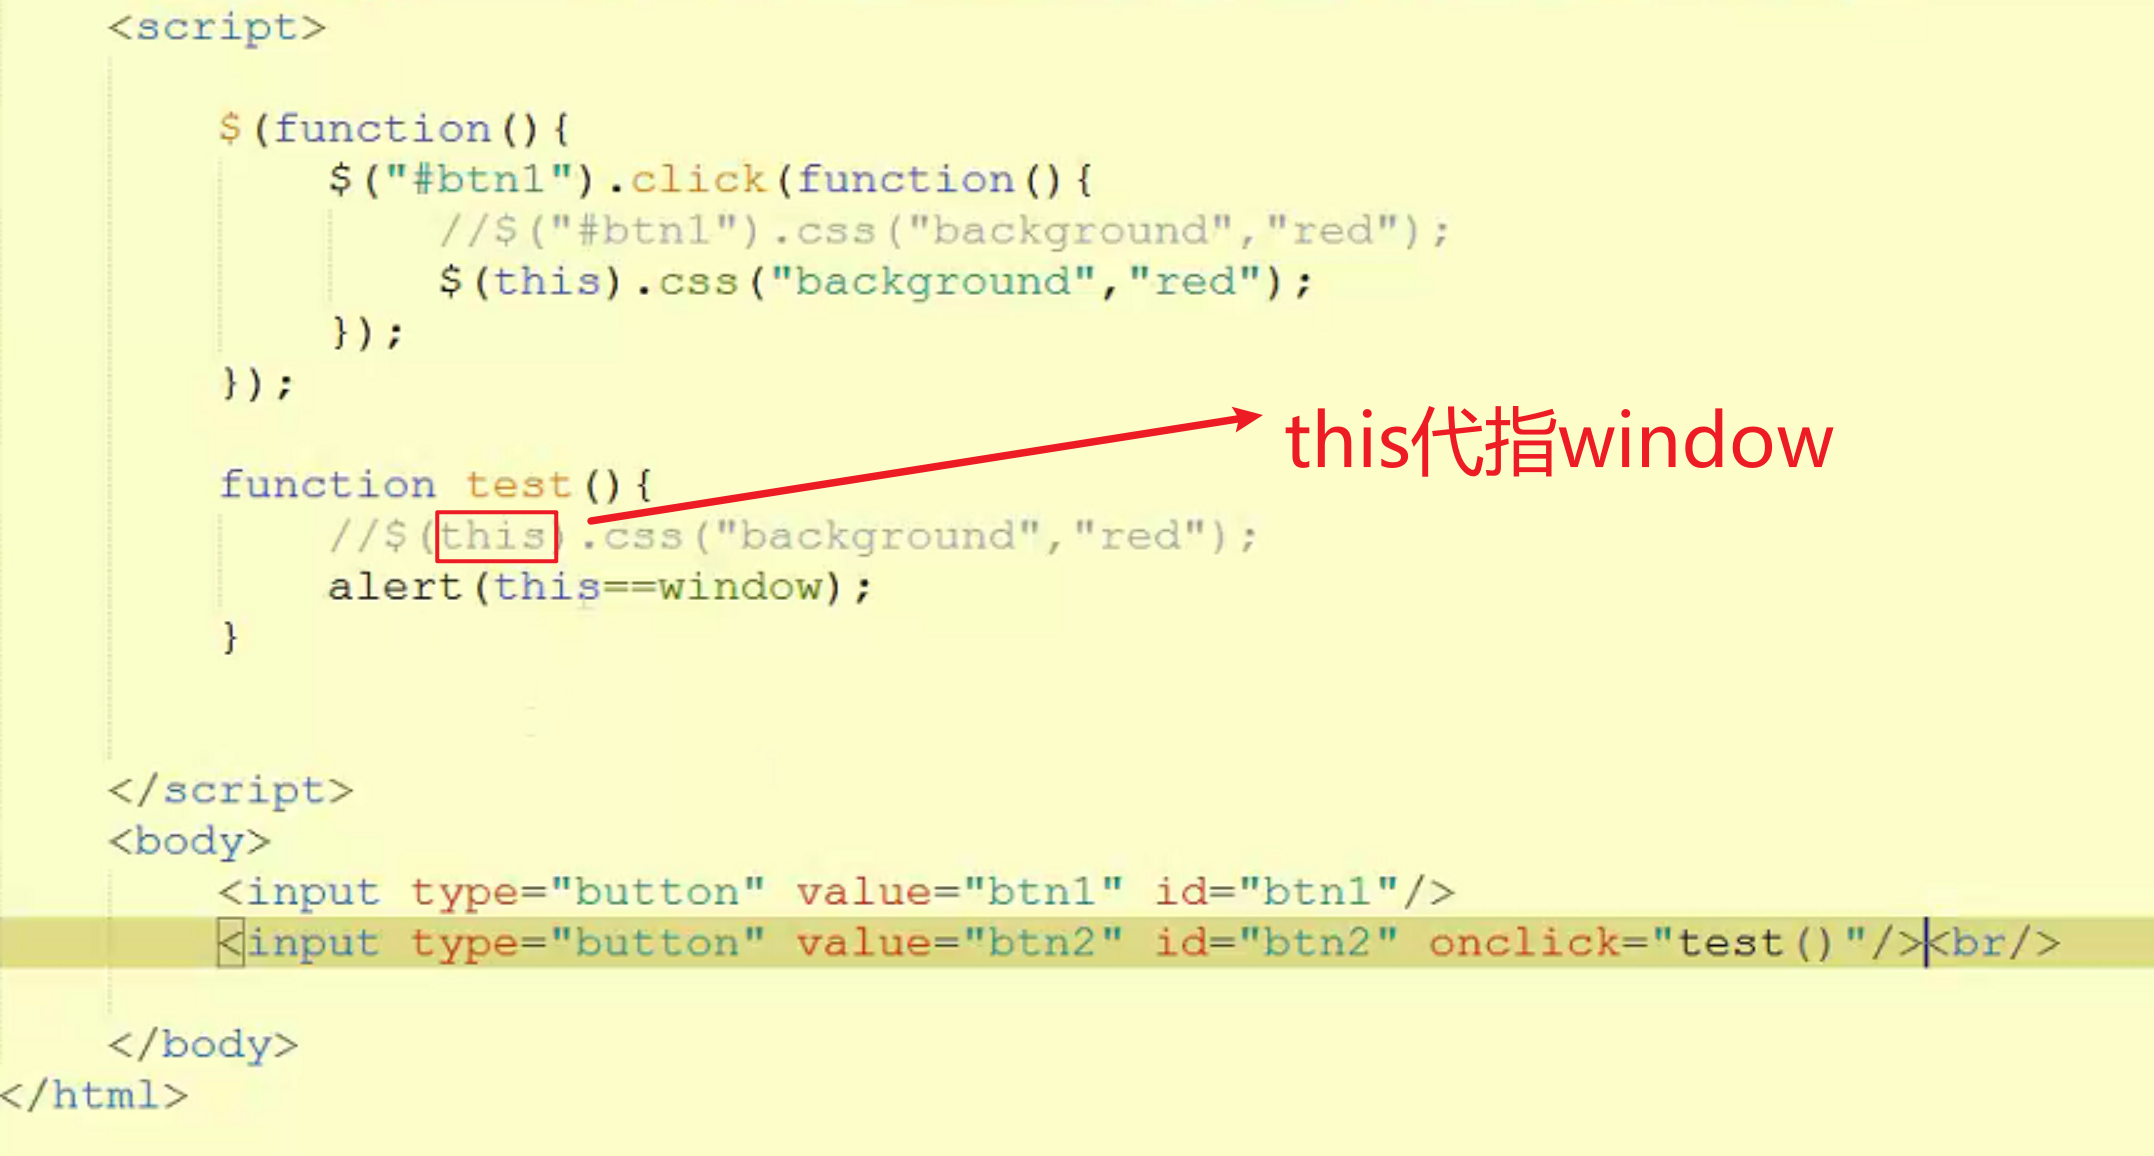 <script>
$(function(){
$("#btn1").click(function(){
//$("#btn1").css("background","red");
$(this).css("background","red");
});
});
this代指window
function test(){
//$(this).css("background","red");
alert(this==window);
}
</script>
<body>
<input type="button" value="btn1" id="btn1"/>
<input type="button" value="btn2" id="btn2" onclick="test()"/><br/>
</body>
</html>